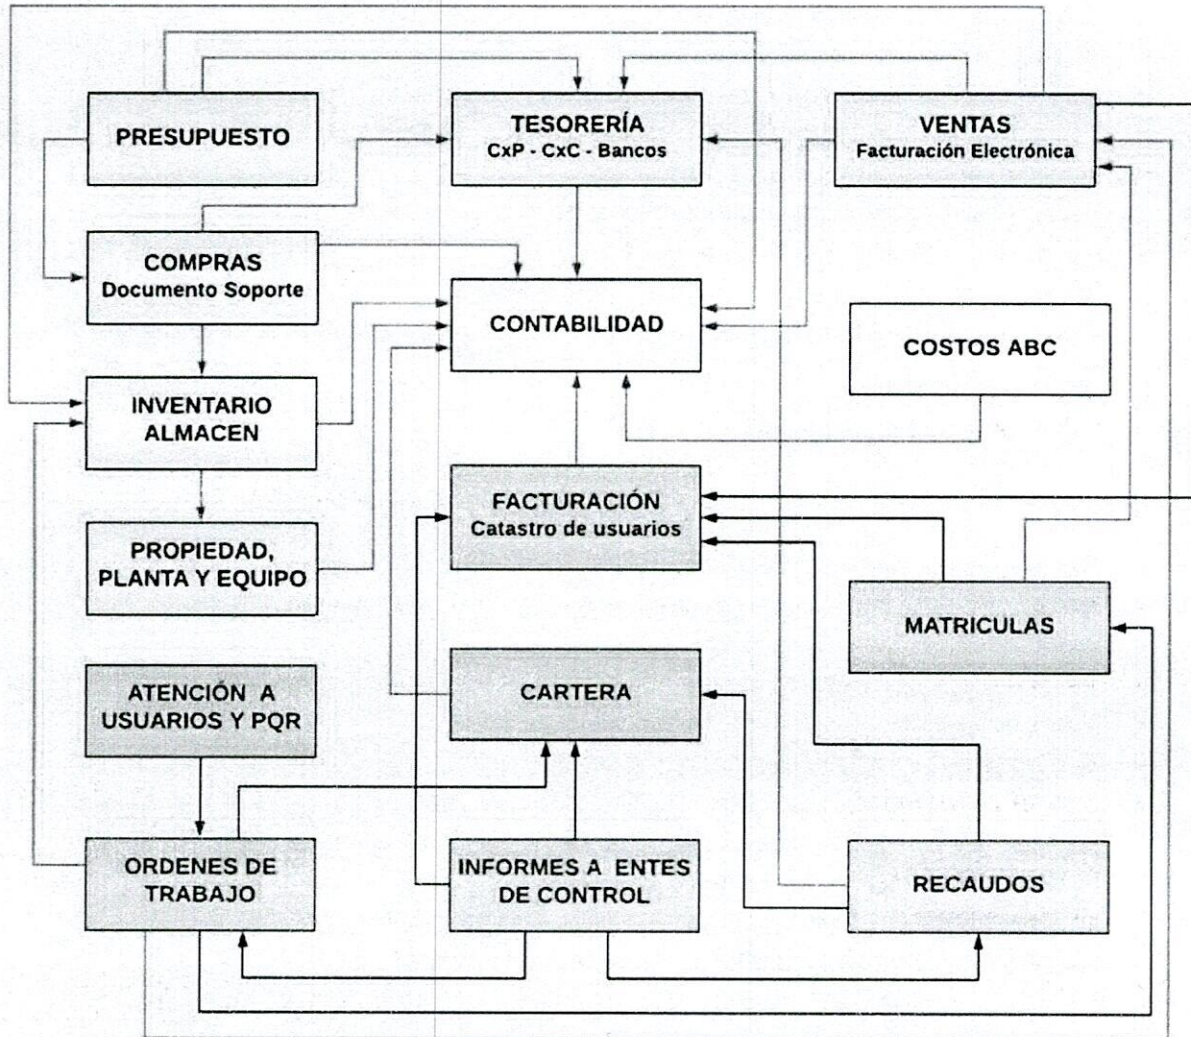 PRESUPUESTO
TESORERÍA
CxP - CxC - Bancos
VENTAS
Facturación Electrónica
COMPRAS
Documento Soporte
CONTABILIDAD
COSTOS ABC
INVENTARIO
ALMACEN
FACTURACIÓN
Catastro de usuarios
PROPIEDAD,
PLANTA Y EQUIPO
MATRICULAS
ATENCIÓN A
USUARIOS Y PQR
CARTERA
ORDENES DE
TRABAJO
INFORMES A ENTES
DE CONTROL
RECAUDOS